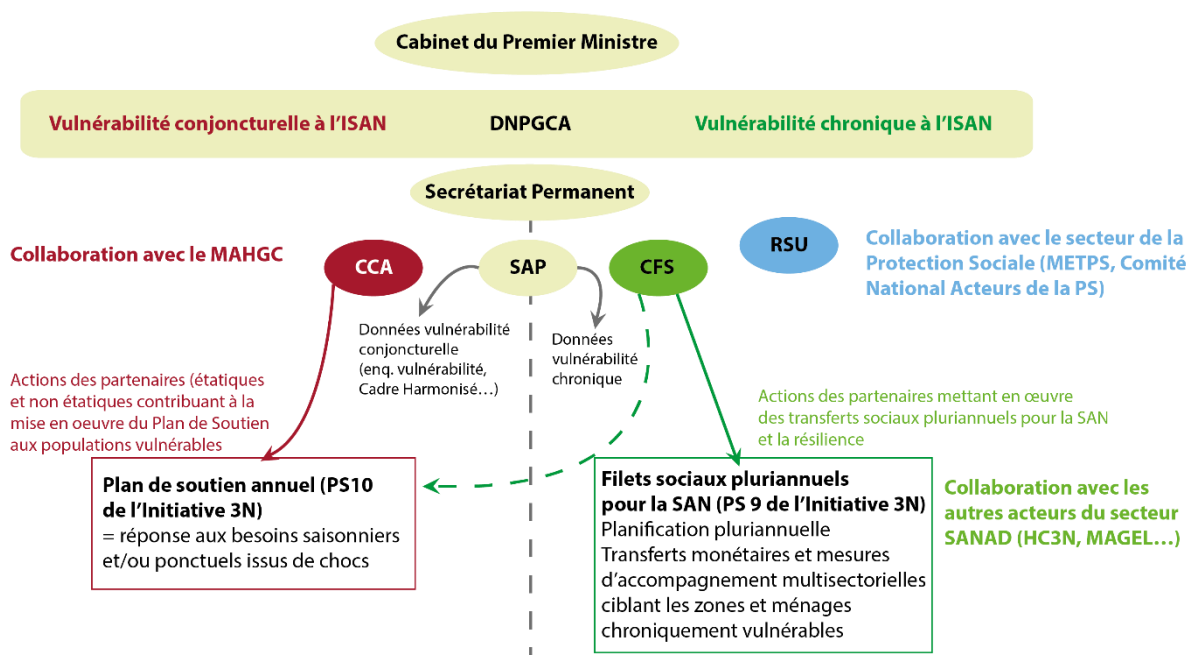 Cabinet du Premier Ministre
Vulnérabilité conjoncturelle à l'ISAN
DNPGCA
Vulnérabilité chronique à l'ISAN
Secrétariat Permanent
Collaboration avec le MAHGC
CCA
SAP
CFS
RSU
Collaboration avec le secteur de la
Protection Sociale (METPS, Comité
National Acteurs de la PS)
Données vulnérabilité
conjoncturelle
(enq. vulnérabilité,
Cadre Harmonisé…)
Données
vulnérabilité
chronique
Actions des partenaires (étatiques
et non étatiques contribuant à la
mise en oeuvre du Plan de Soutien
aux populations vulnérables
Actions des partenaires mettant en œuvre
des transferts sociaux pluriannuels pour la SAN
et la résilience
Plan de soutien annuel (PS10
de l'Initiative 3N)
= réponse aux besoins saisonniers
et/ou ponctuels issus de chocs
Filets sociaux pluriannuels
pour la SAN (PS 9 de l'Initiative 3N)
Planification pluriannuelle
Transferts monétaires et mesures
d'accompagnement multisectorielles
ciblant les zones et ménages
chroniquement vulnérables
Collaboration avec les
autres acteurs du secteur
SANAD (HC3N, MAGEL…)